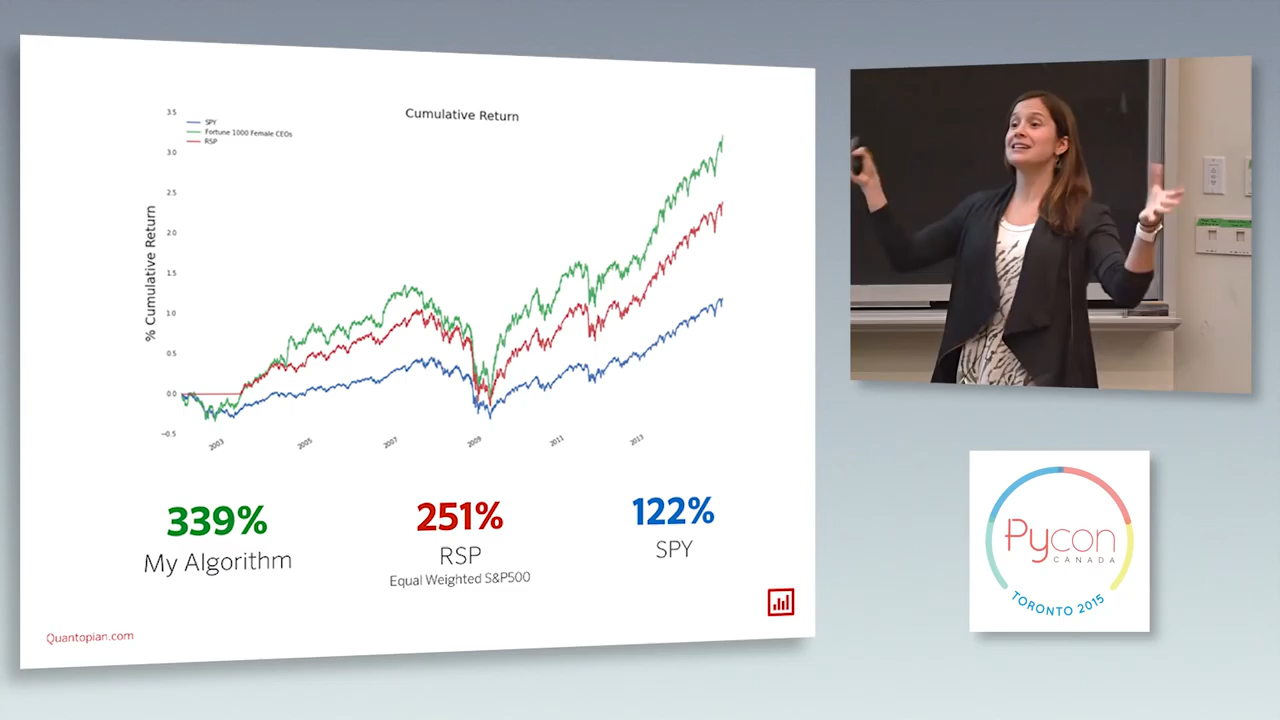 Cumulative Return
SPY
Fortune 1000 Female CEOs
RSP
% Cumulative Return
3.5
3.0
2.5
2.0
1.5
1.0
0.5
0.0
−0.5
2003
2005
2007
2009
2011
2013
339%
My Algorithm
251%
RSP
Equal Weighted S&P500
122%
SPY
Quantopian.com
Pycon
CANADA
TORONTO 2015